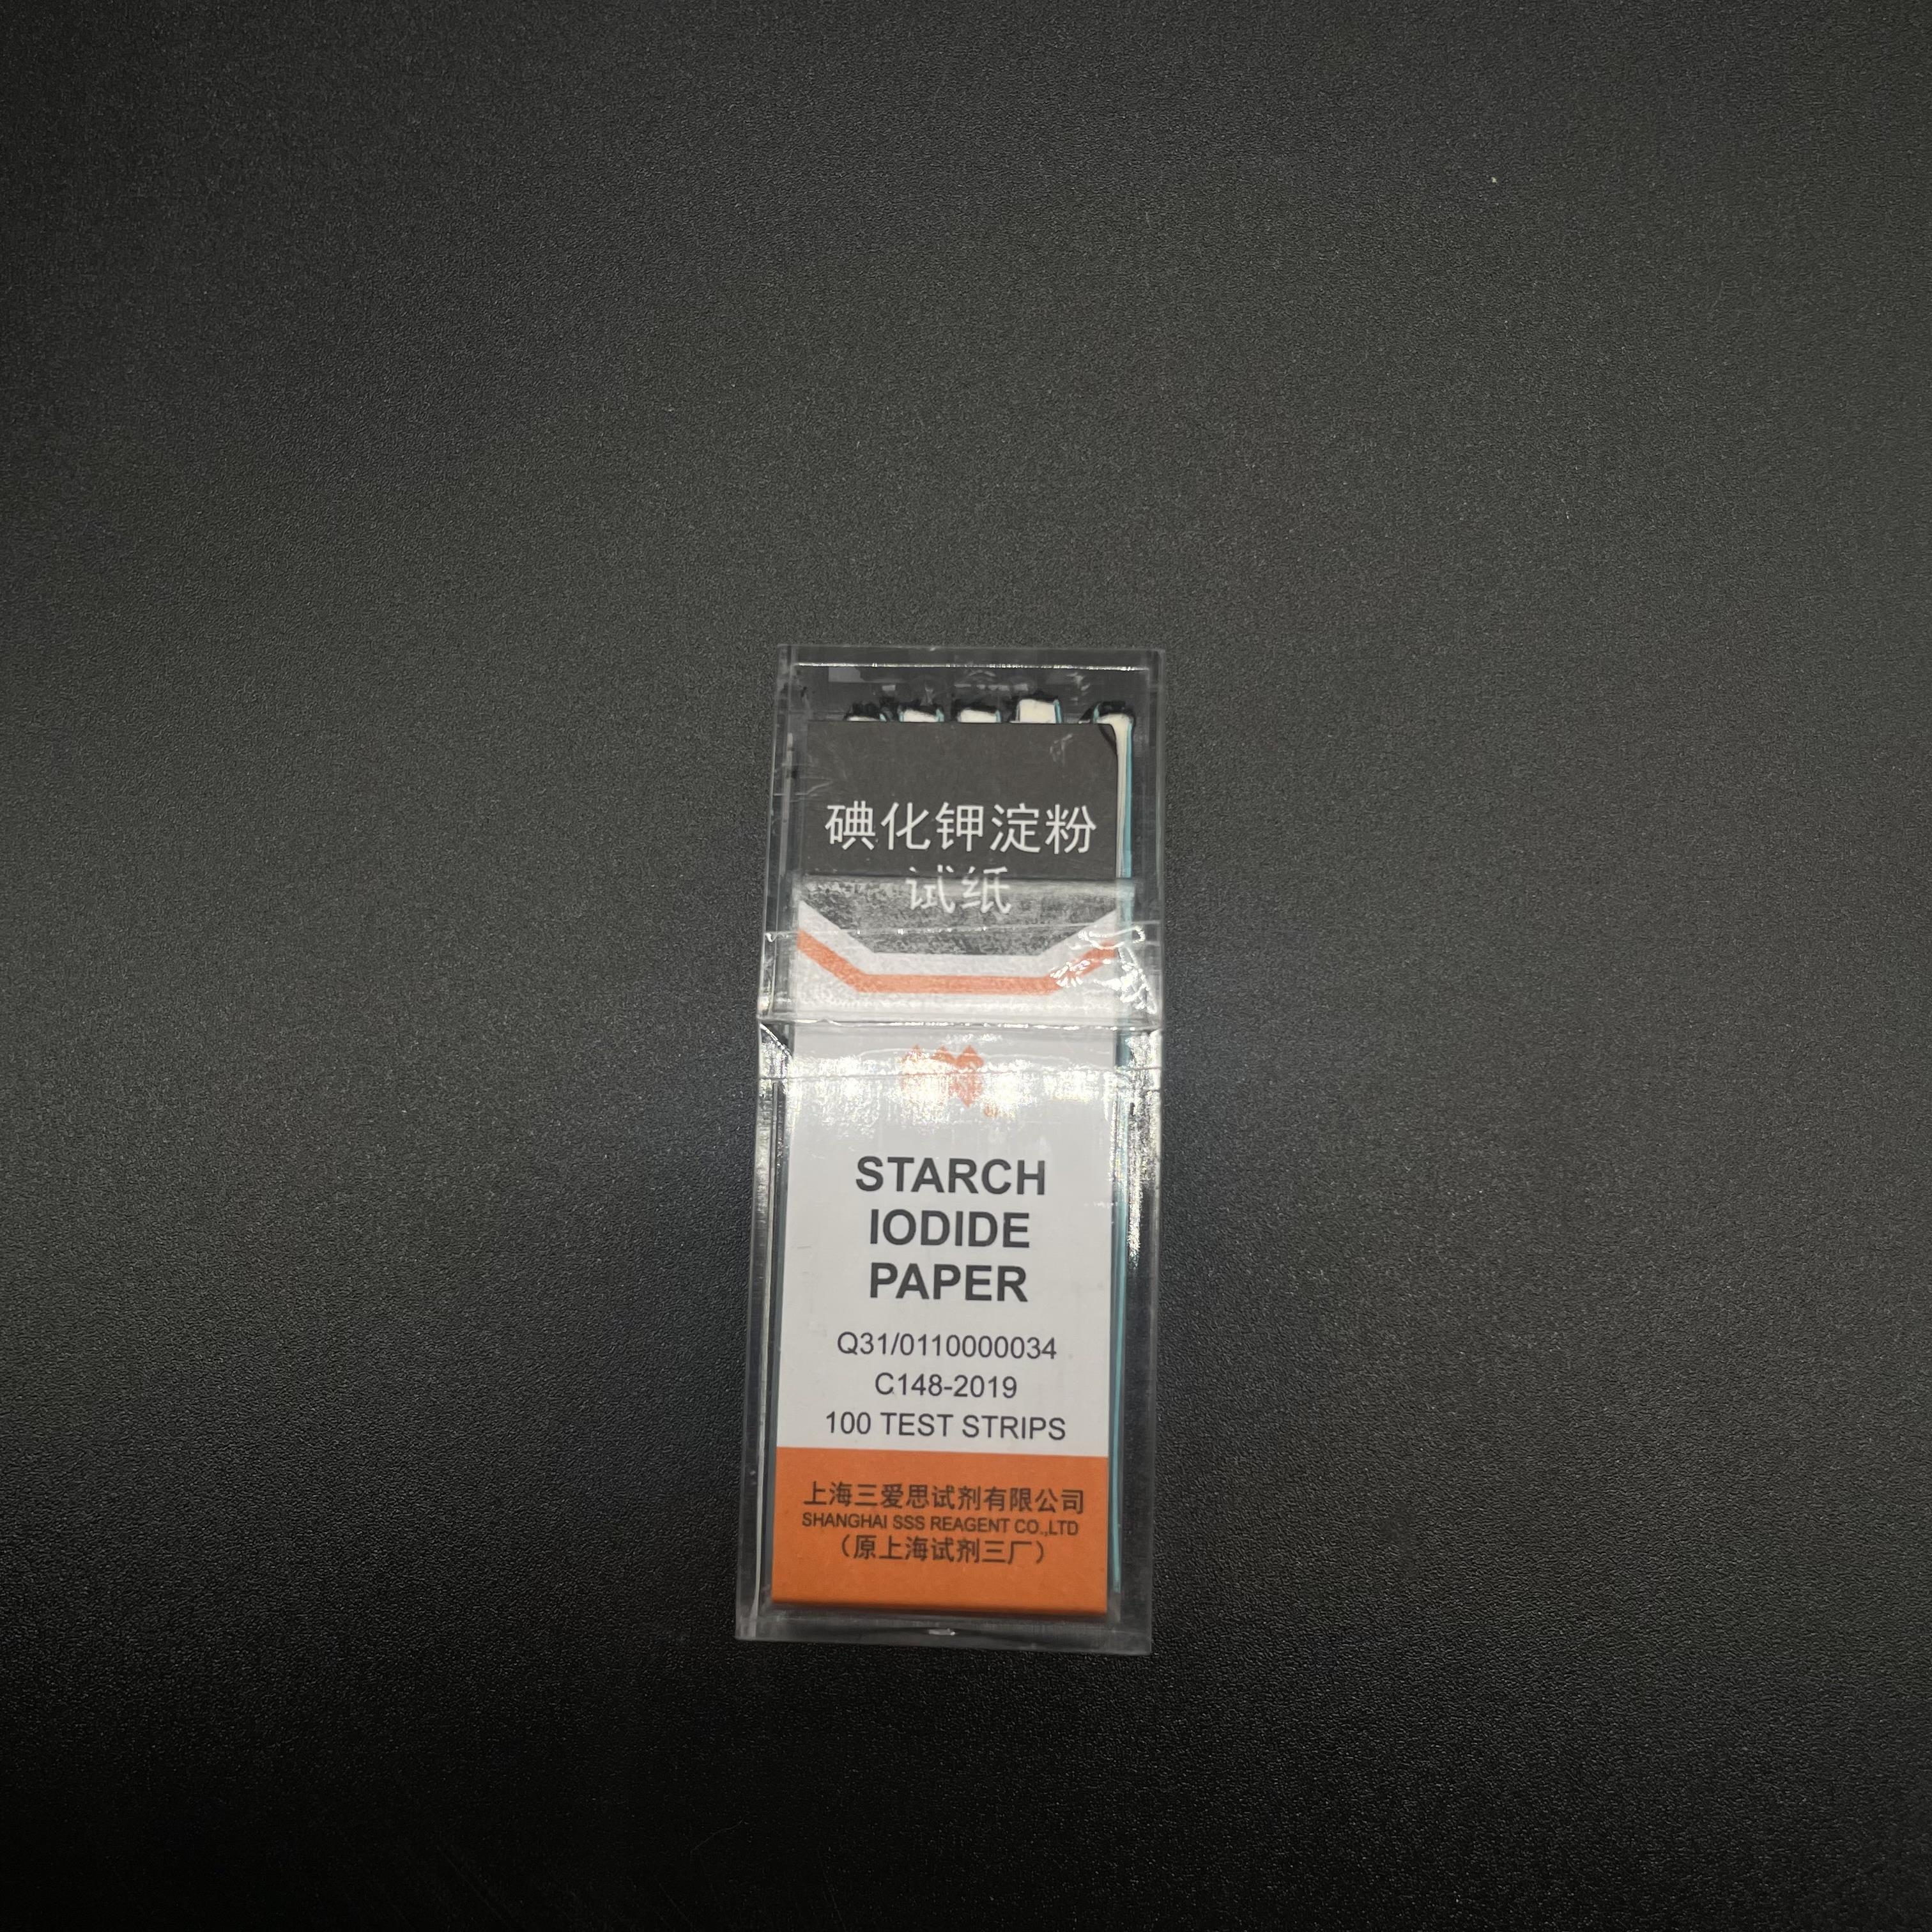 碘化钾淀粉
试纸
STARCH
IODIDE
PAPER
Q31/0110000034
C148-2019
100 TEST STRIPS
上海三爱思试剂有限公司
SHANGHAI SSS REAGENT CO.,LTD
（原上海试剂三厂）